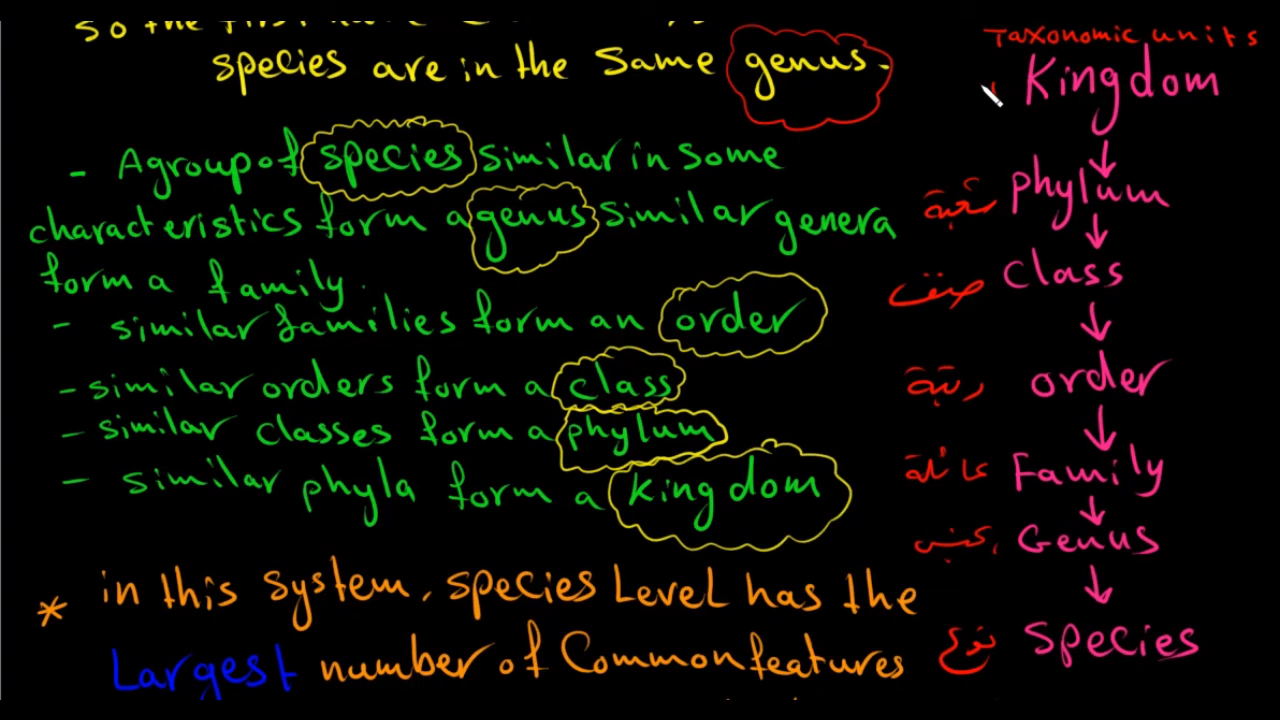 so the first
species are in the same genus.
- A group of species similar in some
characteristics form a genus similar genera
form a family.
- similar families form an order
- similar orders form a class
- similar classes form a phylum
- similar phyla form a kingdom
* in this system, species Level has the
Largest number of Common features
Taxonomic units
Kingdom
شعبة phylum
صنف class
رتبة order
عائلة Family
جنس Genus
نوع Species